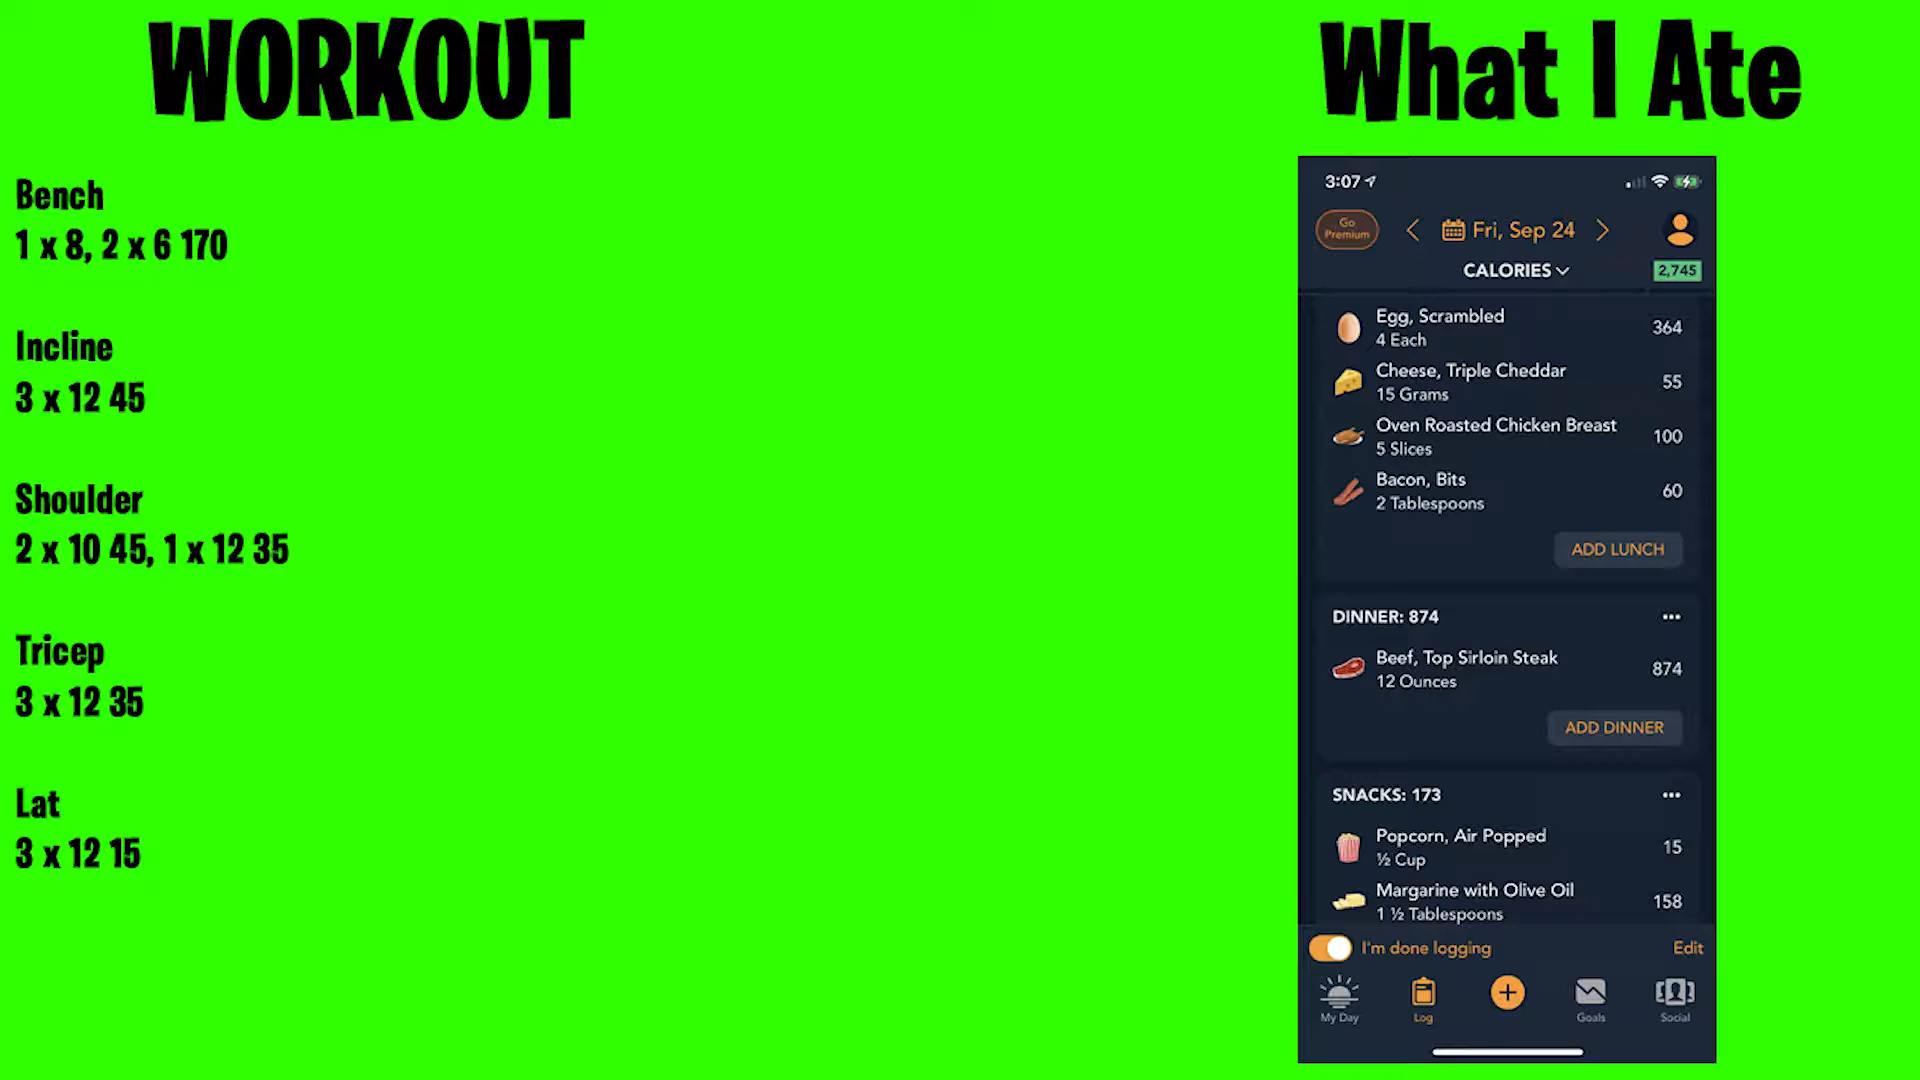 WORKOUT
Bench
1 x 8, 2 x 6 170
Incline
3 x 12 45
Shoulder
2 x 10 45, 1 x 12 35
Tricep
3 x 12 35
Lat
3 x 12 15
What I Ate
3:07
Go
Premium
Fri, Sep 24
CALORIES
2,745
Egg, Scrambled
4 Each
364
Cheese, Triple Cheddar
15 Grams
55
Oven Roasted Chicken Breast
5 Slices
100
Bacon, Bits
2 Tablespoons
60
ADD LUNCH
DINNER: 874
Beef, Top Sirloin Steak
12 Ounces
874
ADD DINNER
SNACKS: 173
Popcorn, Air Popped
½ Cup
15
Margarine with Olive Oil
1 ½ Tablespoons
158
I'm done logging
Edit
My Day
Log
Goals
Social